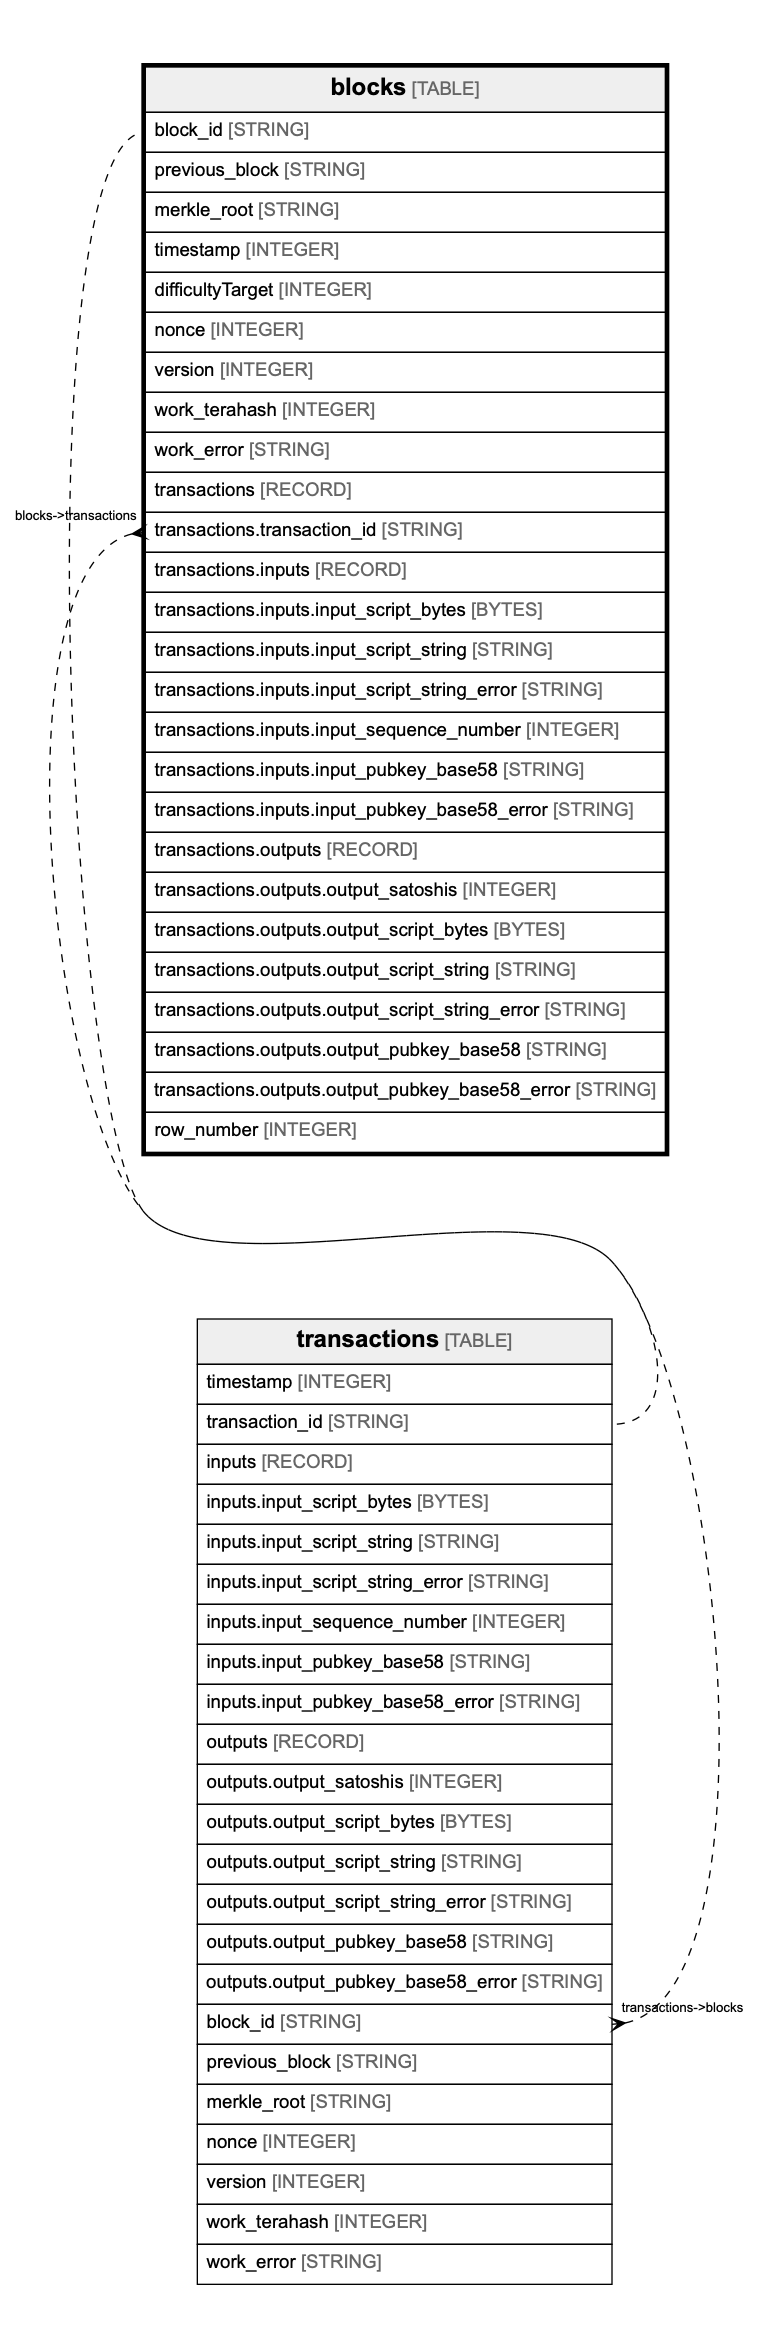 blocks [TABLE]
block_id [STRING]
previous_block [STRING]
merkle_root [STRING]
timestamp [INTEGER]
difficultyTarget [INTEGER]
nonce [INTEGER]
version [INTEGER]
work_terahash [INTEGER]
work_error [STRING]
transactions [RECORD]
blocks->transactions
transactions.transaction_id [STRING]
transactions.inputs [RECORD]
transactions.inputs.input_script_bytes [BYTES]
transactions.inputs.input_script_string [STRING]
transactions.inputs.input_script_string_error [STRING]
transactions.inputs.input_sequence_number [INTEGER]
transactions.inputs.input_pubkey_base58 [STRING]
transactions.inputs.input_pubkey_base58_error [STRING]
transactions.outputs [RECORD]
transactions.outputs.output_satoshis [INTEGER]
transactions.outputs.output_script_bytes [BYTES]
transactions.outputs.output_script_string [STRING]
transactions.outputs.output_script_string_error [STRING]
transactions.outputs.output_pubkey_base58 [STRING]
transactions.outputs.output_pubkey_base58_error [STRING]
row_number [INTEGER]
transactions [TABLE]
timestamp [INTEGER]
transaction_id [STRING]
inputs [RECORD]
inputs.input_script_bytes [BYTES]
inputs.input_script_string [STRING]
inputs.input_script_string_error [STRING]
inputs.input_sequence_number [INTEGER]
inputs.input_pubkey_base58 [STRING]
inputs.input_pubkey_base58_error [STRING]
outputs [RECORD]
outputs.output_satoshis [INTEGER]
outputs.output_script_bytes [BYTES]
outputs.output_script_string [STRING]
outputs.output_script_string_error [STRING]
outputs.output_pubkey_base58 [STRING]
outputs.output_pubkey_base58_error [STRING]
transactions->blocks
block_id [STRING]
previous_block [STRING]
merkle_root [STRING]
nonce [INTEGER]
version [INTEGER]
work_terahash [INTEGER]
work_error [STRING]